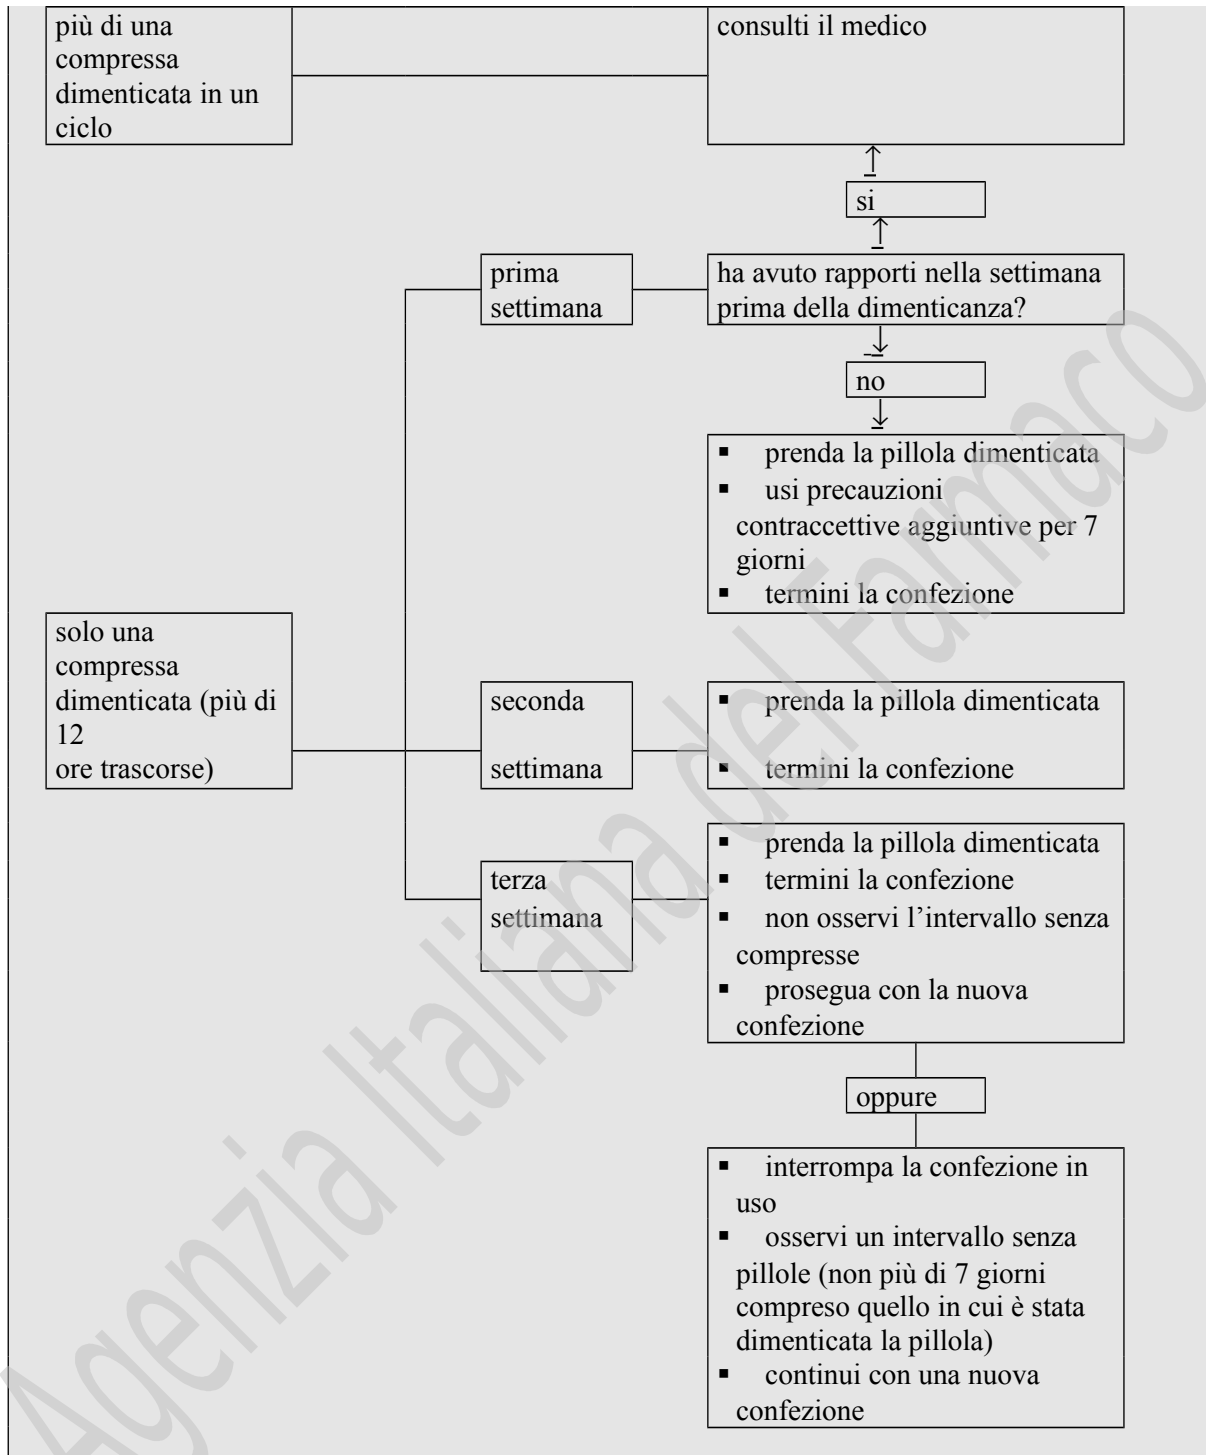 più di una
compressa
dimenticata in un
ciclo
consulti il medico
si
prima
settimana
ha avuto rapporti nella settimana
prima della dimenticanza?
no
▪ prenda la pillola dimenticata
▪ usi precauzioni
contraccettive aggiuntive per 7
giorni
▪ termini la confezione
solo una
compressa
dimenticata (più di
12
ore trascorse)
seconda
settimana
▪ prenda la pillola dimenticata
▪ termini la confezione
terza
settimana
▪ prenda la pillola dimenticata
▪ termini la confezione
▪ non osservi l’intervallo senza
compresse
▪ prosegua con la nuova
confezione
oppure
▪ interrompa la confezione in
uso
▪ osservi un intervallo senza
pillole (non più di 7 giorni
compreso quello in cui è stata
dimenticata la pillola)
▪ continui con una nuova
confezione
Agenzia Italiana del Farmaco